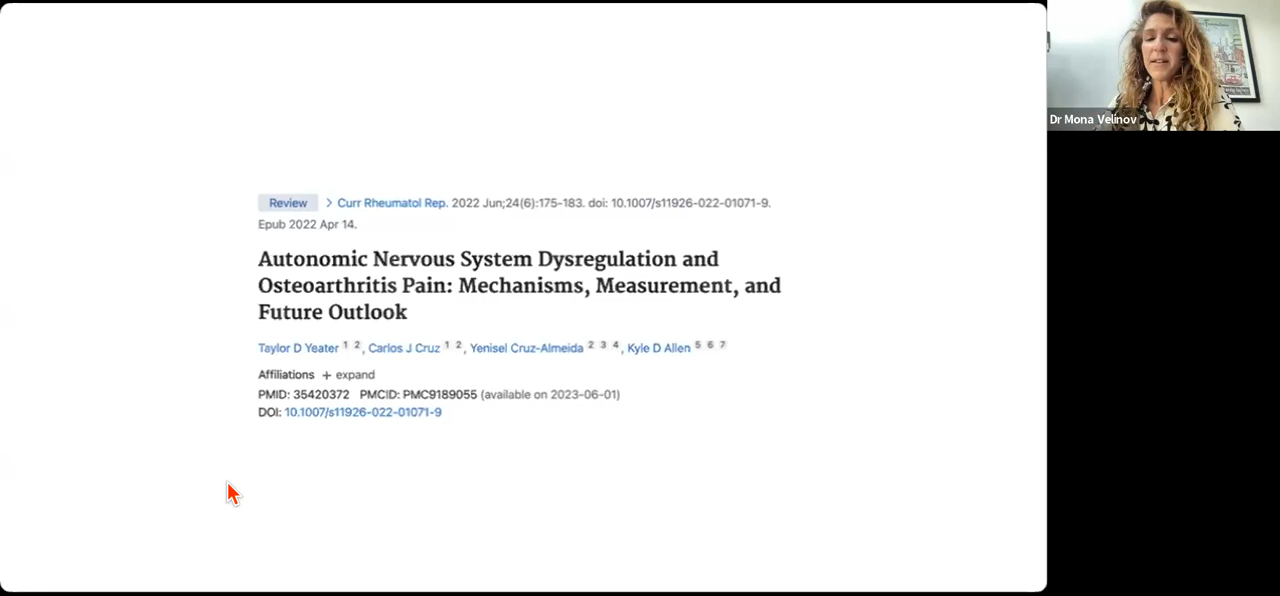 Review > Curr Rheumatol Rep. 2022 Jun;24(6):175-183. doi: 10.1007/s11926-022-01071-9.
Epub 2022 Apr 14.
Autonomic Nervous System Dysregulation and
Osteoarthritis Pain: Mechanisms, Measurement, and
Future Outlook
Taylor D Yeater 1 2, Carlos J Cruz 1 2, Yenisel Cruz-Almeida 2 3 4, Kyle D Allen 5 6 7
Affiliations + expand
PMID: 35420372 PMCID: PMC9189055 (available on 2023-06-01)
DOI: 10.1007/s11926-022-01071-9
Dr Mona Velinov